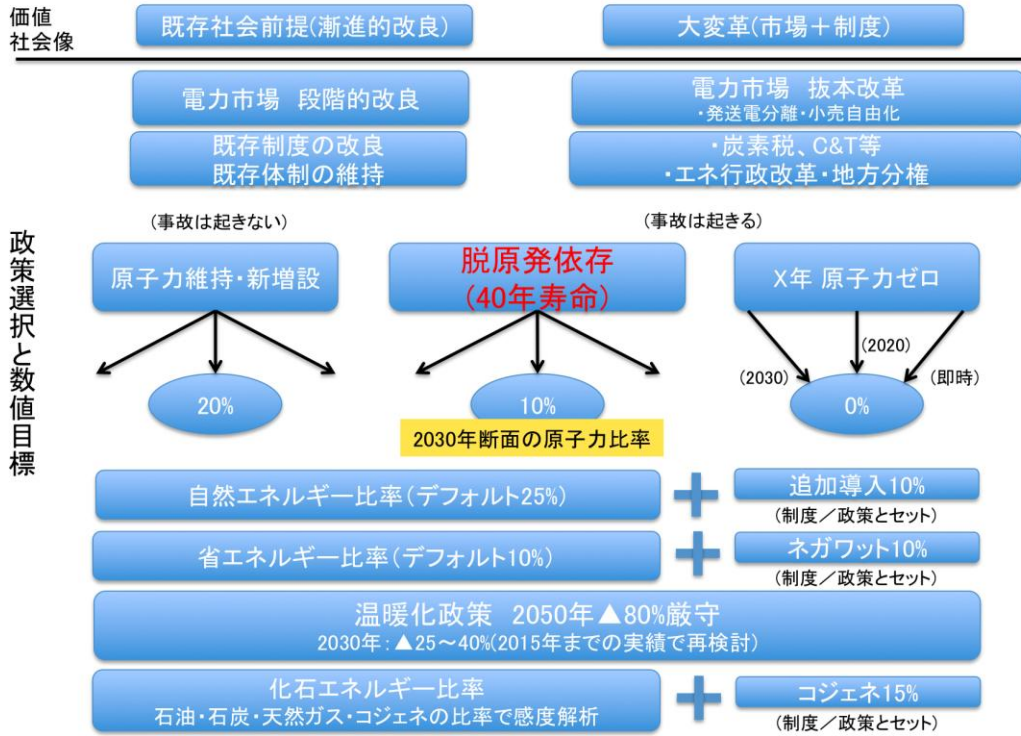 価値
社会像
既存社会前提(漸進的改良)
大変革(市場＋制度)
電力市場　段階的改良
電力市場　抜本改革
・発送電分離・小売自由化
既存制度の改良
既存体制の維持
・炭素税、C&T等
・エネ行政改革・地方分権
政策選択と数値目標
(事故は起きない)
(事故は起きる)
原子力維持・新増設
脱原発依存
(40年寿命)
X年 原子力ゼロ
(2030)
(2020)
(即時)
20%
10%
0%
2030年断面の原子力比率
自然エネルギー比率(デフォルト25%)
追加導入10%
(制度／政策とセット)
省エネルギー比率(デフォルト10%)
ネガワット10%
(制度／政策とセット)
温暖化政策　2050年▲80%厳守
2030年：▲25～40%(2015年までの実績で再検討)
化石エネルギー比率
石油・石炭・天然ガス・コジェネの比率で感度解析
コジェネ15%
(制度／政策とセット)